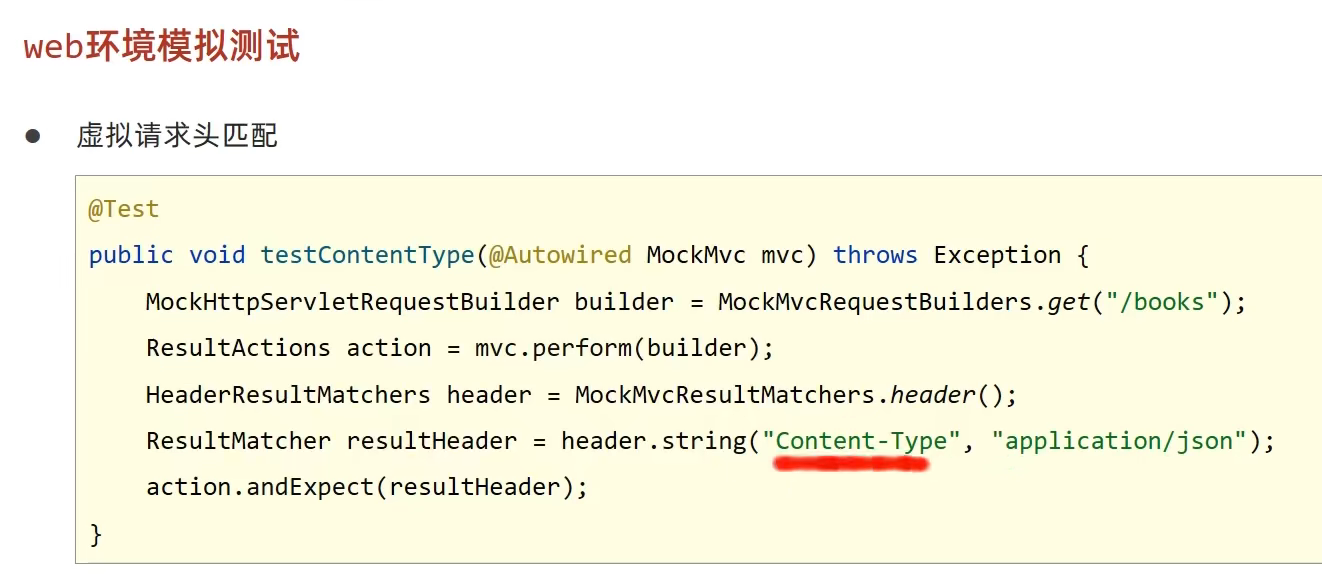 web环境模拟测试
● 虚拟请求头匹配
@Test
public void testContentType(@Autowired MockMvc mvc) throws Exception {
    MockHttpServletRequestBuilder builder = MockMvcRequestBuilders.get("/books");
    ResultActions action = mvc.perform(builder);
    HeaderResultMatchers header = MockMvcResultMatchers.header();
    ResultMatcher resultHeader = header.string("Content-Type", "application/json");
    action.andExpect(resultHeader);
}